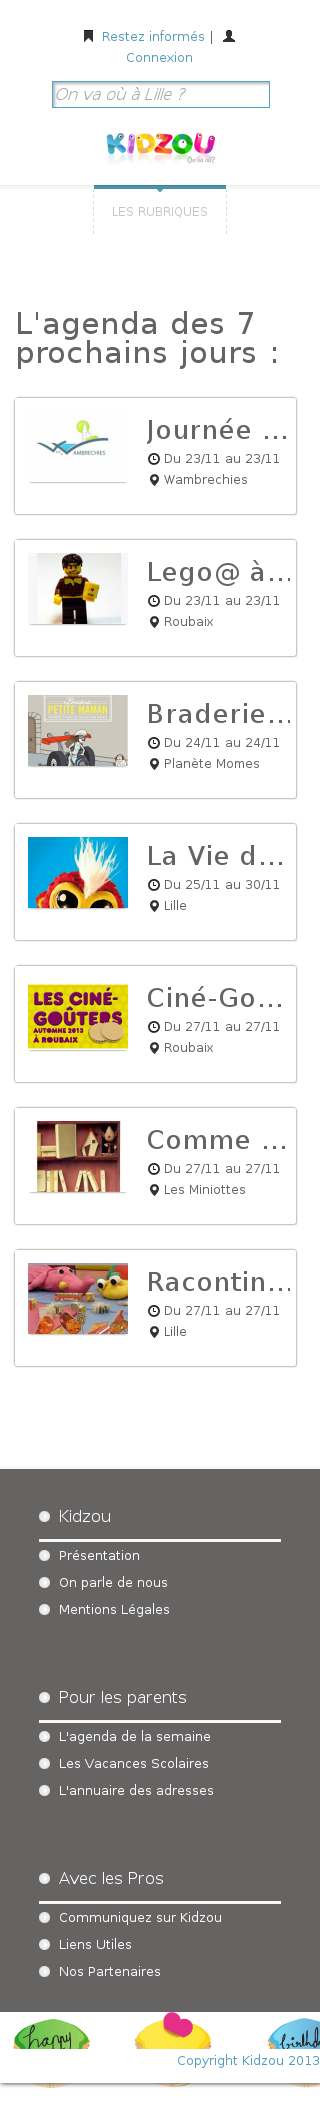 Restez informés |
Connexion
On va où à Lille ?
KIDZOU
On va où?
LES RUBRIQUES
L'agenda des 7
prochains jours :
AMBRECHIES
Journée ...
Du 23/11 au 23/11
Wambrechies
Lego@ à...
Du 23/11 au 23/11
Roubaix
PETITE MAMAN
Braderie...
Du 24/11 au 24/11
Planète Momes
La Vie d...
Du 25/11 au 30/11
Lille
LES CINÉ-
GOÛTERS
AUTOMNE 2013
À ROUBAIX
Ciné-Go...
Du 27/11 au 27/11
Roubaix
Comme ...
Du 27/11 au 27/11
Les Miniottes
Racontin...
Du 27/11 au 27/11
Lille
Kidzou
Présentation
On parle de nous
Mentions Légales
Pour les parents
L'agenda de la semaine
Les Vacances Scolaires
L'annuaire des adresses
Avec les Pros
Communiquez sur Kidzou
Liens Utiles
Nos Partenaires
happy
birthd
Copyright Kidzou 2013